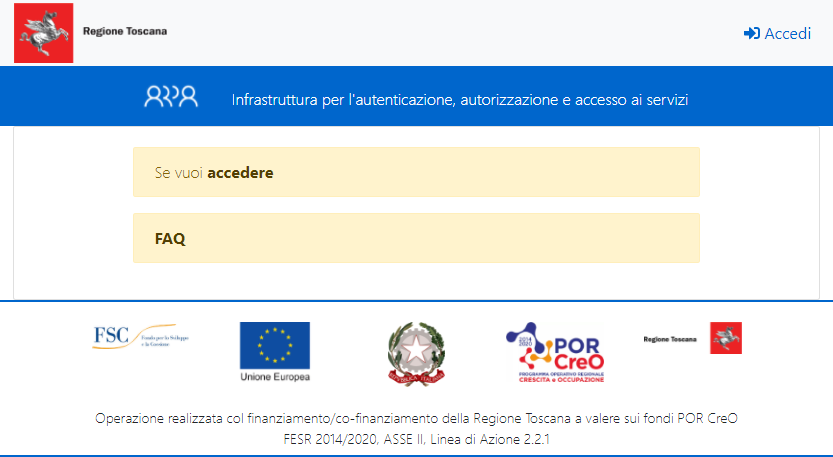 Regione Toscana
Accedi
Infrastruttura per l'autenticazione, autorizzazione e accesso ai servizi
Se vuoi accedere
FAQ
FSC
Fondo per lo Sviluppo
e la Coesione
Unione Europea
REPVBBLICA ITALIANA
2014
2020
POR
CreO
PROGRAMMA OPERATIVO REGIONALE
CRESCITA e OCCUPAZIONE
Regione Toscana
Operazione realizzata col finanziamento/co-finanziamento della Regione Toscana a valere sui fondi POR CreO
FESR 2014/2020, ASSE II, Linea di Azione 2.2.1